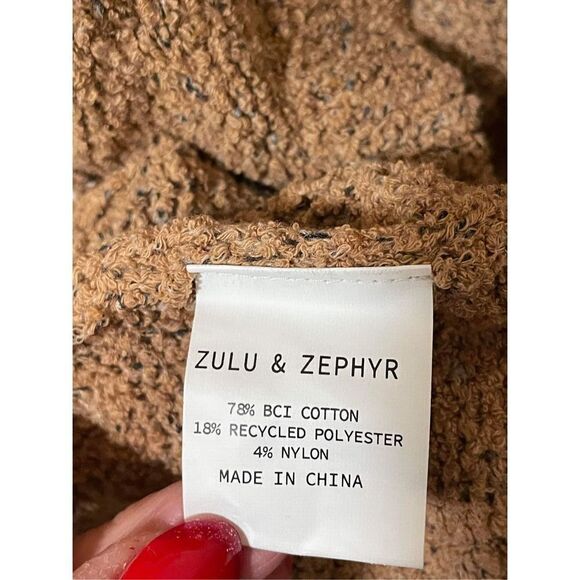 ZULU & ZEPHYR
78% BCI COTTON
18% RECYCLED POLYESTER
4% NYLON
MADE IN CHINA